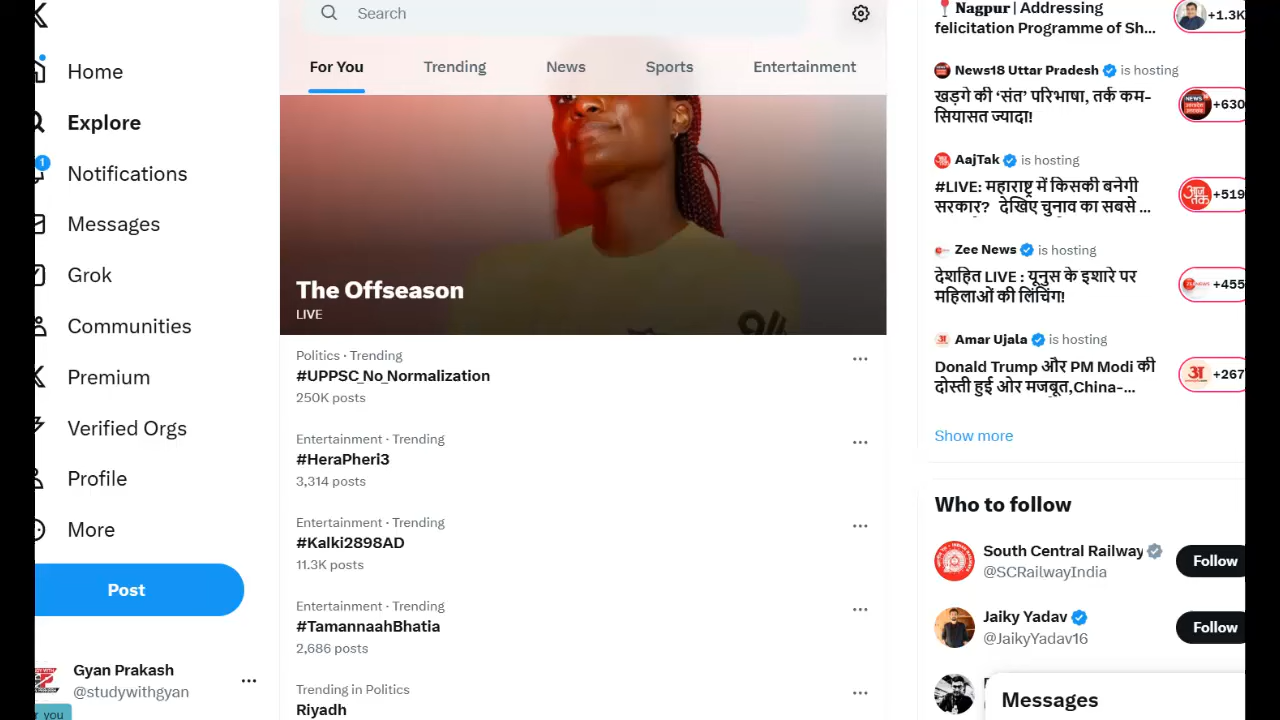 Home
Explore
1
Notifications
Messages
Grok
Communities
Premium
Verified Orgs
Profile
More
Post
Gyan Prakash
@studywithgyan
r you
Search
For You
Trending
News
Sports
Entertainment
The Offseason
LIVE
Politics · Trending
#UPPSC_No_Normalization
250K posts
Entertainment · Trending
#HeraPheri3
3,314 posts
Entertainment · Trending
#Kalki2898AD
11.3K posts
Entertainment · Trending
#TamannaahBhatia
2,686 posts
Trending in Politics
Riyadh
Nagpur | Addressing
felicitation Programme of Sh...
+1.3K
News18 Uttar Pradesh is hosting
खड़गे की ‘संत’ परिभाषा, तर्क कम-
सियासत ज्यादा!
+630
AajTak is hosting
#LIVE: महाराष्ट्र में किसकी बनेगी
सरकार? देखिए चुनाव का सबसे ...
+519
Zee News is hosting
देशहित LIVE : यूनुस के इशारे पर
महिलाओं की लिंचिंग!
+455
Amar Ujala is hosting
Donald Trump और PM Modi की
दोस्ती हुई ओर मजबूत,China-...
+267
Show more
Who to follow
South Central Railway
@SCRailwayIndia
Follow
Jaiky Yadav
@JaikyYadav16
Follow
Messages